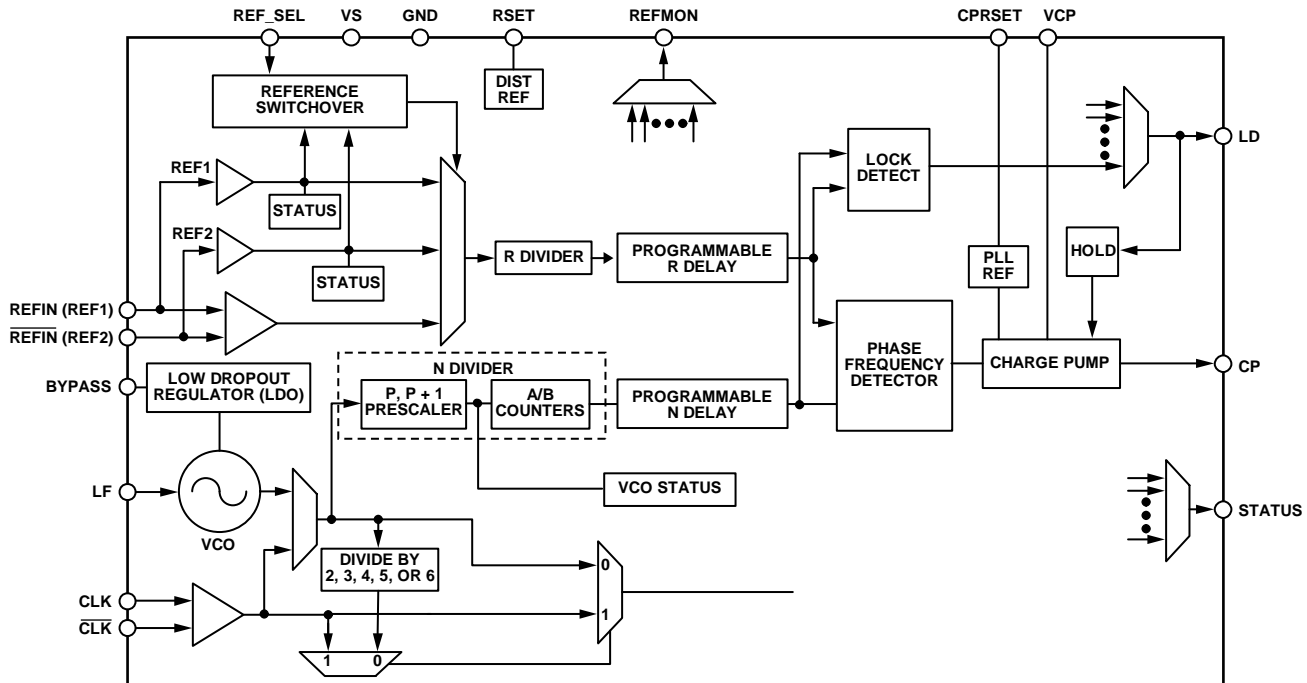 REF_SEL
VS
GND
RSET
REFMON
CPRSET
VCP
DIST
REF
REFERENCE
SWITCHOVER
LD
LOCK
DETECT
REF1
STATUS
REF2
STATUS
R DIVIDER
PROGRAMMABLE
R DELAY
PLL
REF
HOLD
REFIN (REF1)
REFIN (REF2)
PHASE
FREQUENCY
DETECTOR
CHARGE PUMP
CP
BYPASS
LOW DROPOUT
REGULATOR (LDO)
N DIVIDER
P, P + 1
PRESCALER
A/B
COUNTERS
PROGRAMMABLE
N DELAY
VCO STATUS
LF
VCO
STATUS
DIVIDE BY
2, 3, 4, 5, OR 6
0
1
CLK
CLK
1
0